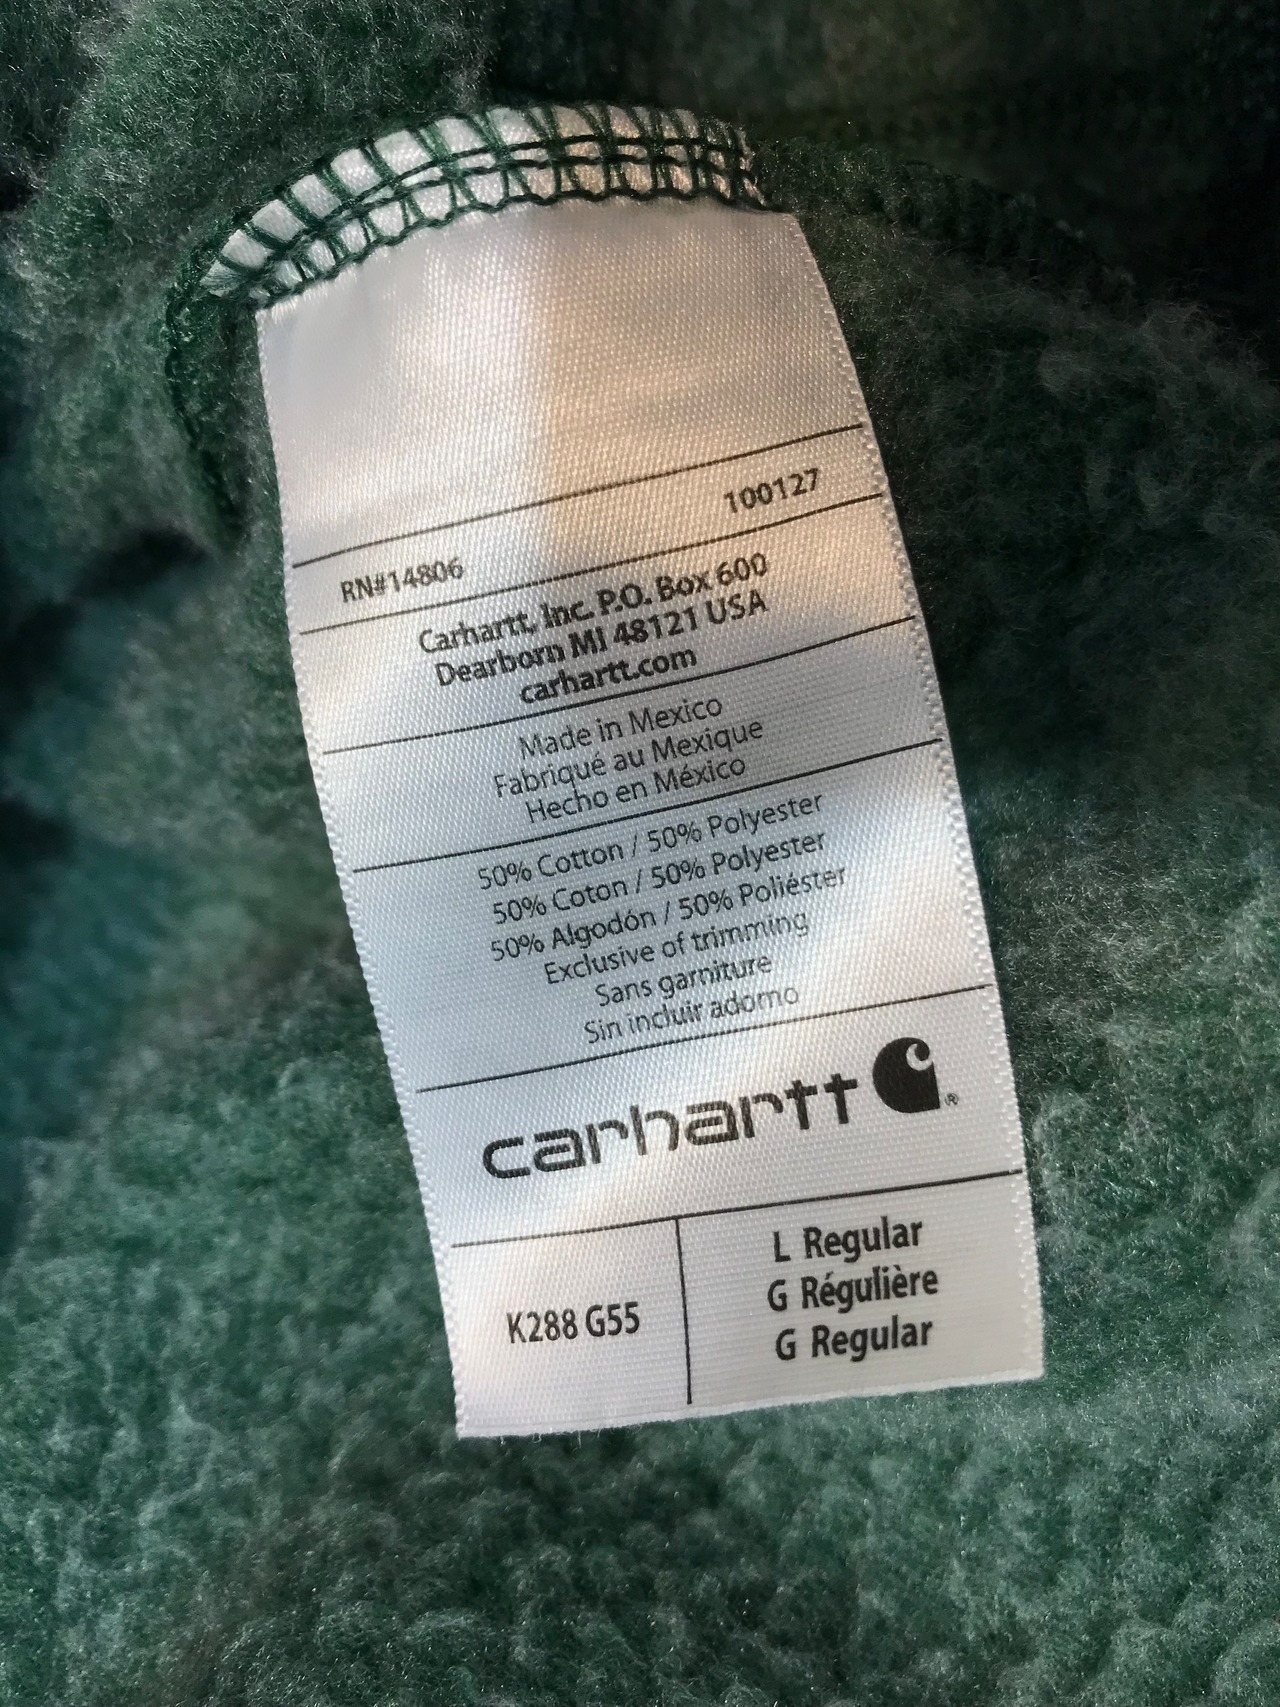 RN#14806 100127
Carhartt, Inc. P.O. Box 600
Dearborn MI 48121 USA
carhartt.com
Made in Mexico
Fabriqué au Mexique
Hecho en México
50% Cotton / 50% Polyester
50% Coton / 50% Polyester
50% Algodón / 50% Poliéster
Exclusive of trimming
Sans garniture
Sin incluir adorno
carhartt ®
K288 G55
L Regular
G Régulière
G Regular